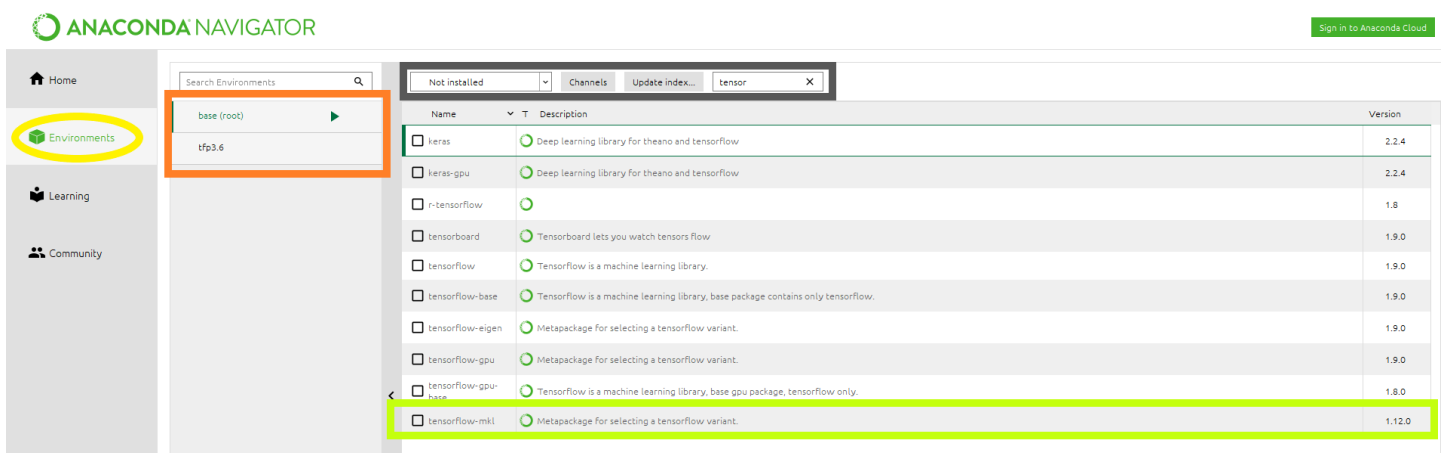 ANACONDA NAVIGATOR
Sign in to Anaconda Cloud
Home
Environments
Learning
Community
Search Environments
base (root)
tfp3.6
Not installed Channels Update index... tensor X
Name T Description Version
keras Deep learning library for theano and tensorflow 2.2.4
keras-gpu Deep learning library for theano and tensorflow 2.2.4
r-tensorflow 1.8
tensorboard Tensorboard lets you watch tensors flow 1.9.0
tensorflow Tensorflow is a machine learning library. 1.9.0
tensorflow-base Tensorflow is a machine learning library, base package contains only tensorflow. 1.9.0
tensorflow-eigen Metapackage for selecting a tensorflow variant. 1.9.0
tensorflow-gpu Metapackage for selecting a tensorflow variant. 1.9.0
tensorflow-gpu-
base Tensorflow is a machine learning library, base gpu package, tensorflow only. 1.8.0
tensorflow-mkl Metapackage for selecting a tensorflow variant. 1.12.0